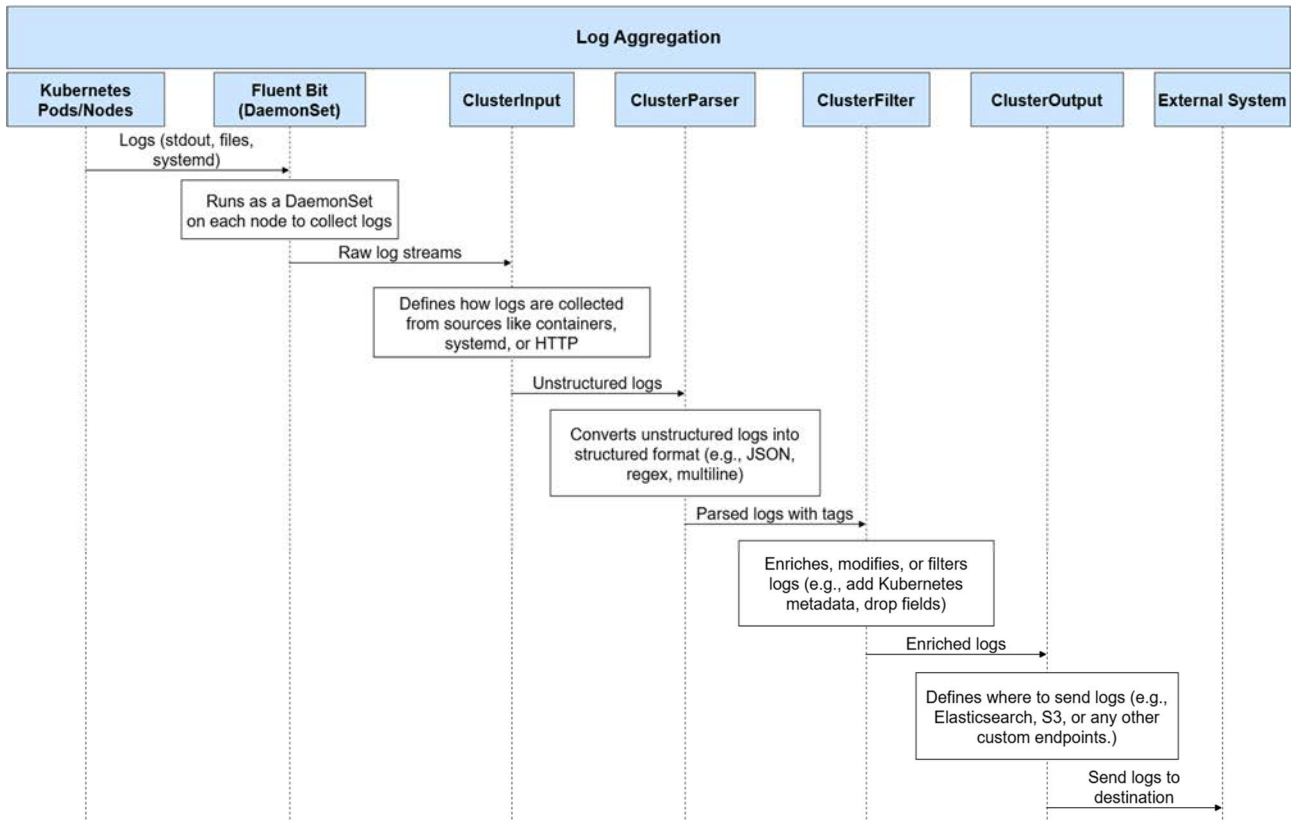 Log Aggregation
Kubernetes
Pods/Nodes
Fluent Bit
(DaemonSet)
ClusterInput
ClusterParser
ClusterFilter
ClusterOutput
External System
Logs (stdout, files,
systemd)
Runs as a DaemonSet
on each node to collect logs
Raw log streams
Defines how logs are collected
from sources like containers,
systemd, or HTTP
Unstructured logs
Converts unstructured logs into
structured format (e.g., JSON,
regex, multiline)
Parsed logs with tags
Enriches, modifies, or filters
logs (e.g., add Kubernetes
metadata, drop fields)
Enriched logs
Defines where to send logs (e.g.,
Elasticsearch, S3, or any other
custom endpoints.)
Send logs to
destination